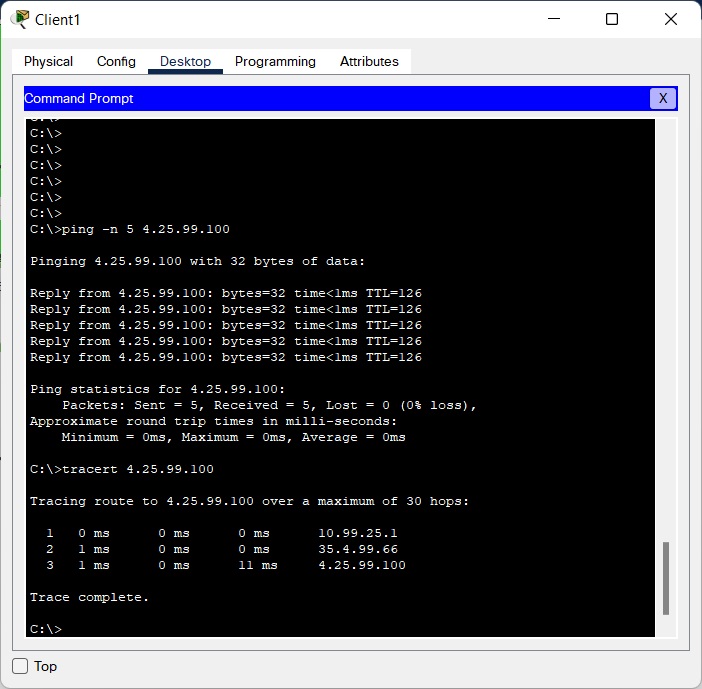 Client1
Physical Config Desktop Programming Attributes
Command Prompt X
C:\>
C:\>
C:\>
C:\>
C:\>
C:\>
C:\>
C:\>ping -n 5 4.25.99.100
Pinging 4.25.99.100 with 32 bytes of data:
Reply from 4.25.99.100: bytes=32 time<1ms TTL=126
Reply from 4.25.99.100: bytes=32 time<1ms TTL=126
Reply from 4.25.99.100: bytes=32 time<1ms TTL=126
Reply from 4.25.99.100: bytes=32 time<1ms TTL=126
Reply from 4.25.99.100: bytes=32 time<1ms TTL=126
Ping statistics for 4.25.99.100:
Packets: Sent = 5, Received = 5, Lost = 0 (0% loss),
Approximate round trip times in milli-seconds:
Minimum = 0ms, Maximum = 0ms, Average = 0ms
C:\>tracert 4.25.99.100
Tracing route to 4.25.99.100 over a maximum of 30 hops:
1 0 ms 0 ms 0 ms 10.99.25.1
2 1 ms 0 ms 0 ms 35.4.99.66
3 1 ms 0 ms 11 ms 4.25.99.100
Trace complete.
C:\>
Top